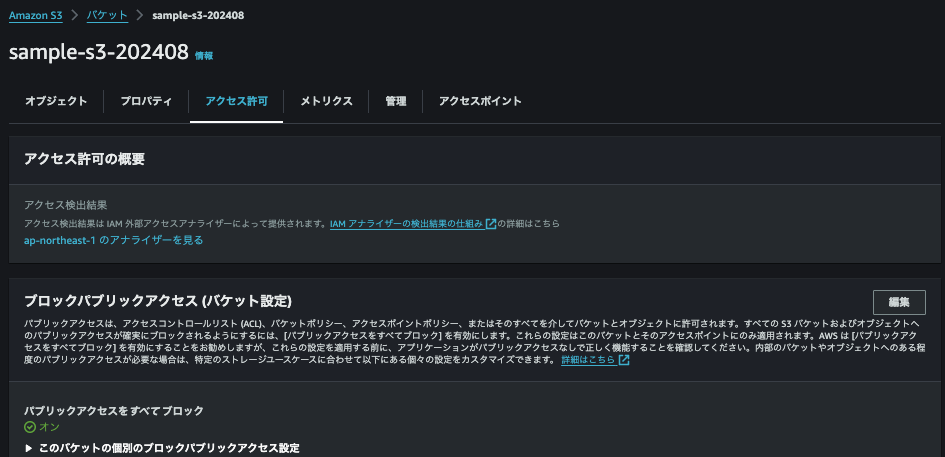 Amazon S3 > バケット > sample-s3-202408
sample-s3-202408 情報
オブジェクト プロパティ アクセス許可 メトリクス 管理 アクセスポイント
アクセス許可の概要
アクセス検出結果
アクセス検出結果は IAM 外部アクセスアナライザーによって提供されます。IAM アナライザーの検出結果の仕組み の詳細はこちら
ap-northeast-1 のアナライザーを見る
ブロックパブリックアクセス (バケット設定) 編集
パブリックアクセスは、アクセスコントロールリスト (ACL)、バケットポリシー、アクセスポイントポリシー、またはそのすべてを介してバケットとオブジェクトに許可されます。すべての S3 バケットおよびオブジェクトへ
のパブリックアクセスが確実にブロックされるようにするには、[パブリックアクセスをすべてブロック] を有効にします。これらの設定はこのバケットとそのアクセスポイントにのみ適用されます。AWS は [パブリックアク
セスをすべてブロック] を有効にすることをお勧めしますが、これらの設定を適用する前に、アプリケーションがパブリックアクセスなしで正しく機能することを確認してください。内部のバケットやオブジェクトへのある程
度のパブリックアクセスが必要な場合は、特定のストレージユースケースに合わせて以下にある個々の設定をカスタマイズできます。 詳細はこちら
パブリックアクセスをすべてブロック
オン
▶ このバケットの個別のブロックパブリックアクセス設定